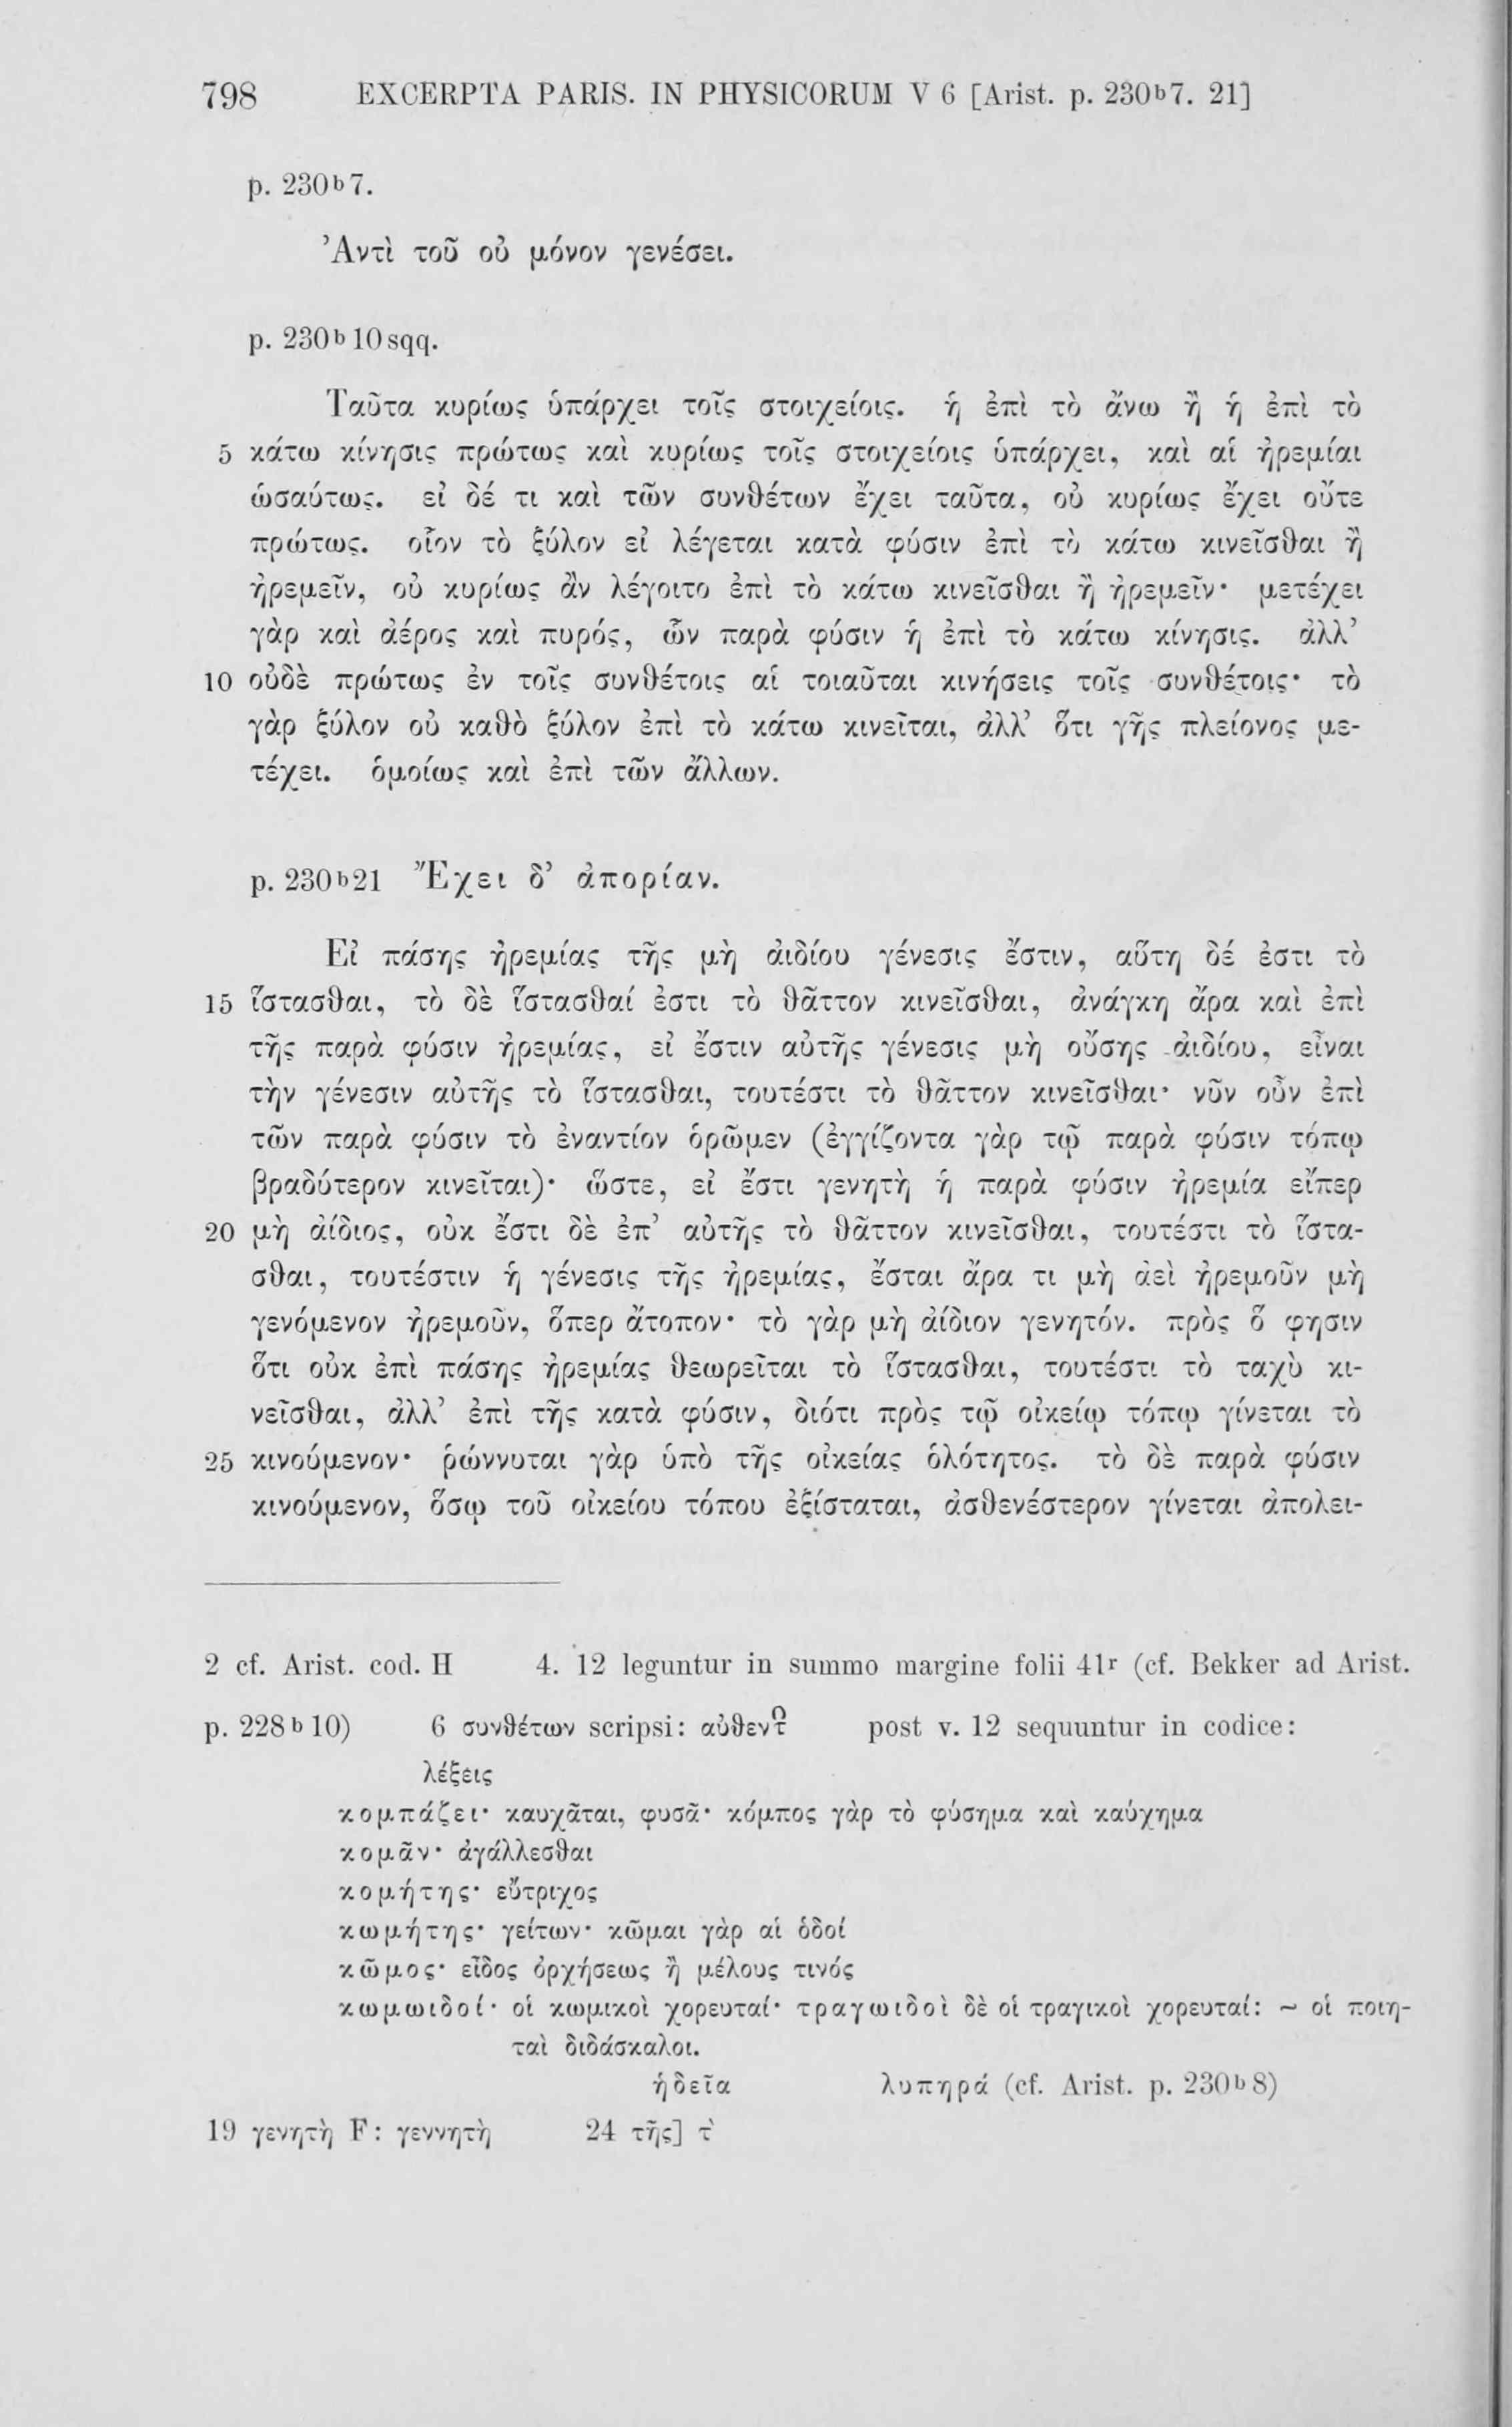 798 EXCERPTA PARIS. IN PHYSICORUM V 6 [Arist. p. 230ᵇ7. 21]
p. 230ᵇ7.
Ἀντὶ τοῦ οὐ μόνον γενέσει.
p. 230ᵇ10sqq.
Ταῦτα κυρίως ὑπάρχει τοῖς στοιχείοις. ἡ ἐπὶ τὸ ἄνω ἢ ἡ ἐπὶ τὸ
5 κάτω κίνησις πρώτως καὶ κυρίως τοῖς στοιχείοις ὑπάρχει, καὶ αἱ ἠρεμίαι
ὡσαύτως. εἰ δέ τι καὶ τῶν συνθέτων ἔχει ταῦτα, οὐ κυρίως ἔχει οὔτε
πρώτως. οἷον τὸ ξύλον εἰ λέγεται κατὰ φύσιν ἐπὶ τὸ κάτω κινεῖσθαι ἢ
ἠρεμεῖν, οὐ κυρίως ἂν λέγοιτο ἐπὶ τὸ κάτω κινεῖσθαι ἢ ἠρεμεῖν· μετέχει
γὰρ καὶ ἀέρος καὶ πυρός, ὧν παρὰ φύσιν ἡ ἐπὶ τὸ κάτω κίνησις. ἀλλ’
10 οὐδὲ πρώτως ἐν τοῖς συνθέτοις αἱ τοιαῦται κινήσεις τοῖς συνθέτοις· τὸ
γὰρ ξύλον οὐ καθὸ ξύλον ἐπὶ τὸ κάτω κινεῖται, ἀλλ’ ὅτι γῆς πλείονος με-
τέχει. ὁμοίως καὶ ἐπὶ τῶν ἄλλων.
p. 230ᵇ21 Ἔχει δ’ ἀπορίαν.
Εἰ πάσης ἠρεμίας τῆς μὴ ἀιδίου γένεσις ἔστιν, αὕτη δέ ἐστι τὸ
15 ἵστασθαι, τὸ δὲ ἵστασθαί ἐστι τὸ θᾶττον κινεῖσθαι, ἀνάγκη ἄρα καὶ ἐπὶ
τῆς παρὰ φύσιν ἠρεμίας, εἰ ἔστιν αὐτῆς γένεσις μὴ οὔσης ἀιδίου, εἶναι
τὴν γένεσιν αὐτῆς τὸ ἵστασθαι, τουτέστι τὸ θᾶττον κινεῖσθαι· νῦν οὖν ἐπὶ
τῶν παρὰ φύσιν τὸ ἐναντίον ὁρῶμεν (ἐγγίζοντα γὰρ τῷ παρὰ φύσιν τόπῳ
βραδύτερον κινεῖται)· ὥστε, εἰ ἔστι γενητὴ ἡ παρὰ φύσιν ἠρεμία εἴπερ
20 μὴ ἀίδιος, οὐκ ἔστι δὲ ἐπ’ αὐτῆς τὸ θᾶττον κινεῖσθαι, τουτέστι τὸ ἵστα-
σθαι, τουτέστιν ἡ γένεσις τῆς ἠρεμίας, ἔσται ἄρα τι μὴ ἀεὶ ἠρεμοῦν μὴ
γενόμενον ἠρεμοῦν, ὅπερ ἄτοπον· τὸ γὰρ μὴ ἀίδιον γενητόν. πρὸς ὅ φησιν
ὅτι οὐκ ἐπὶ πάσης ἠρεμίας θεωρεῖται τὸ ἵστασθαι, τουτέστι τὸ ταχὺ κι-
νεῖσθαι, ἀλλ’ ἐπὶ τῆς κατὰ φύσιν, διότι πρὸς τῷ οἰκείῳ τόπῳ γίνεται τὸ
25 κινούμενον· ῥώννυται γὰρ ὑπὸ τῆς οἰκείας ὁλότητος. τὸ δὲ παρὰ φύσιν
κινούμενον, ὅσῳ τοῦ οἰκείου τόπου ἐξίσταται, ἀσθενέστερον γίνεται ἀπολει-
2 cf. Arist. cod. H 4. 12 leguntur in summo margine folii 41ʳ (cf. Bekker ad Arist.
p. 228ᵇ10) 6 συνθέτων scripsi: post v. 12 sequuntur in codice:
λέξεις
κομπάζει· καυχᾶται, φυσᾶ· κόμπος γὰρ τὸ φύσημα καὶ καύχημα
κομᾶν· ἀγάλλεσθαι
κομήτης· εὔτριχος
κωμήτης· γείτων· κῶμαι γὰρ αἱ ὁδοί
κῶμος· εἶδος ὀρχήσεως ἢ μέλους τινός
κωμωιδοί· οἱ κωμικοὶ χορευταί· τραγωιδοὶ δὲ οἱ τραγικοὶ χορευταί: ~ οἱ ποιη-
ταὶ διδάσκαλοι.
ἡδεῖα λυπηρά (cf. Arist. p. 230ᵇ8)
19 γενητὴ F: γεννητὴ 24 τῆς] τ`